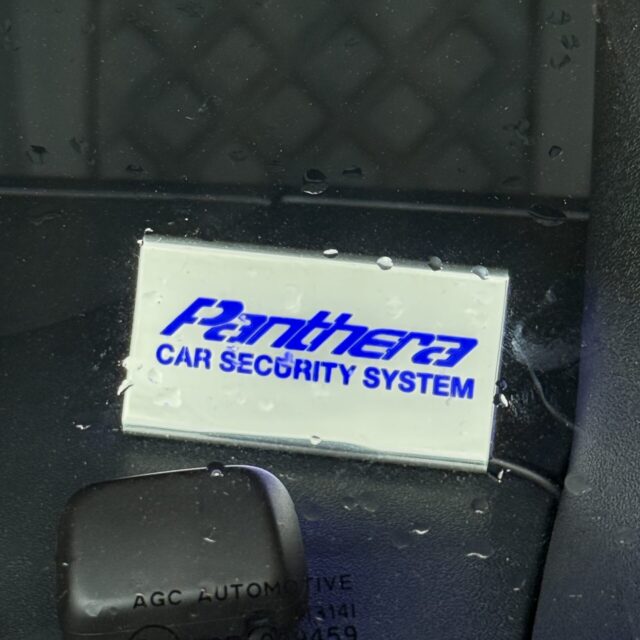 Panthera
CAR SECURITY SYSTEM
AGC AUTOMOTIVE